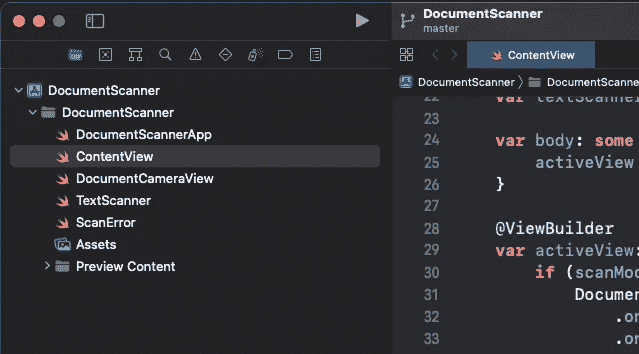 DocumentScanner
master
ContentView
DocumentScanner
DocumentScanner
DocumentScannerApp
ContentView
DocumentCameraView
TextScanner
ScanError
Assets
Preview Content
DocumentScanner 〉 DocumentScanne
22 var textScanner
23
24 var body: some
25 activeView
26 }
27
28 @ViewBuilder
29 var activeView:
30 if (scanMod
31 Documen
32 .on
33 .on